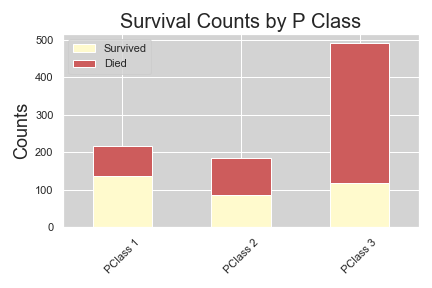 Survival Counts by P Class
Survived
Died
Counts
500
400
300
200
100
0
PClass 1
PClass 2
PClass 3